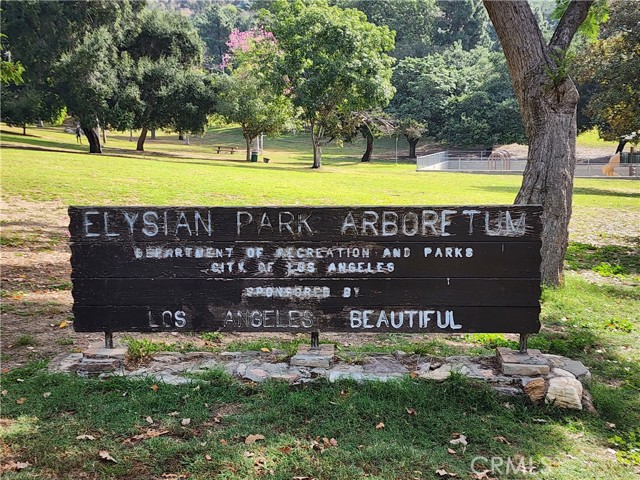 ELYSIAN PARK ARBORETUM
DEPARTMENT OF RECREATION AND PARKS
CITY OF LOS ANGELES
SPONSORED BY
LOS ANGELES BEAUTIFUL
CRMLS